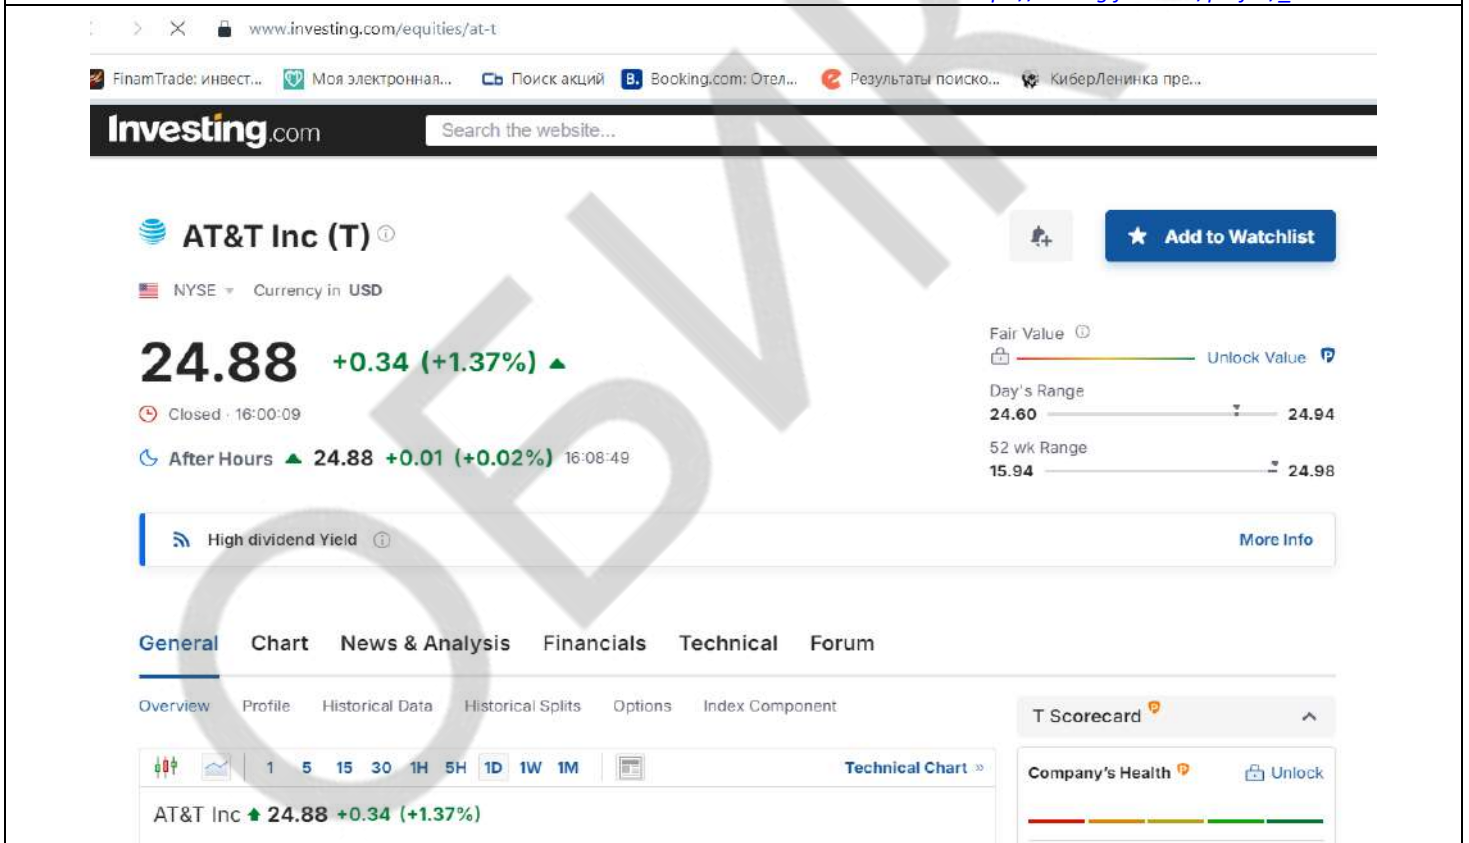 www.investing.com/equities/at-t
FinamTrade: инвест... Моя электронная... Сь Поиск акций B. Booking.com: Отел... Результаты поиско... КиберЛенинка пре...
Investing.com Search the website...
AT&T Inc (T)
Add to Watchlist
NYSE Currency in USD
24.88 +0.34 (+1.37%)
Closed · 16:00:09
After Hours 24.88 +0.01 (+0.02%) 16:08:49
Fair Value
Unlock Value
Day's Range
24.60 24.94
52 wk Range
15.94 24.98
High dividend Yield More Info
General Chart News & Analysis Financials Technical Forum
Overview Profile Historical Data Historical Splits Options Index Component
T Scorecard
1 5 15 30 1H 5H 1D 1W 1M Technical Chart »
Company's Health Unlock
AT&T Inc 24.88 +0.34 (+1.37%)
ОБИК